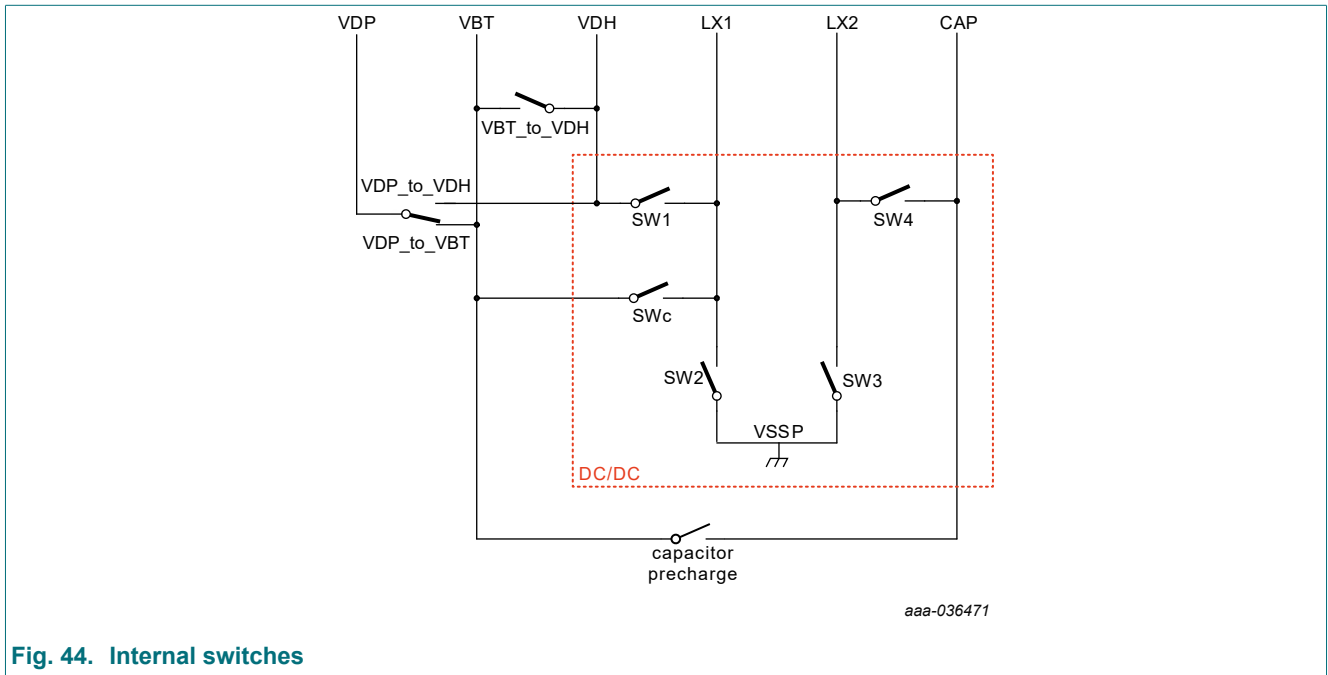 VDP VBT VDH LX1 LX2 CAP
VBT_to_VDH
VDP_to_VDH
SW1
SW4
VDP_to_VBT
SWc
SW2
SW3
VSSP
DC/DC
capacitor
precharge
aaa-036471
Fig. 44. Internal switches